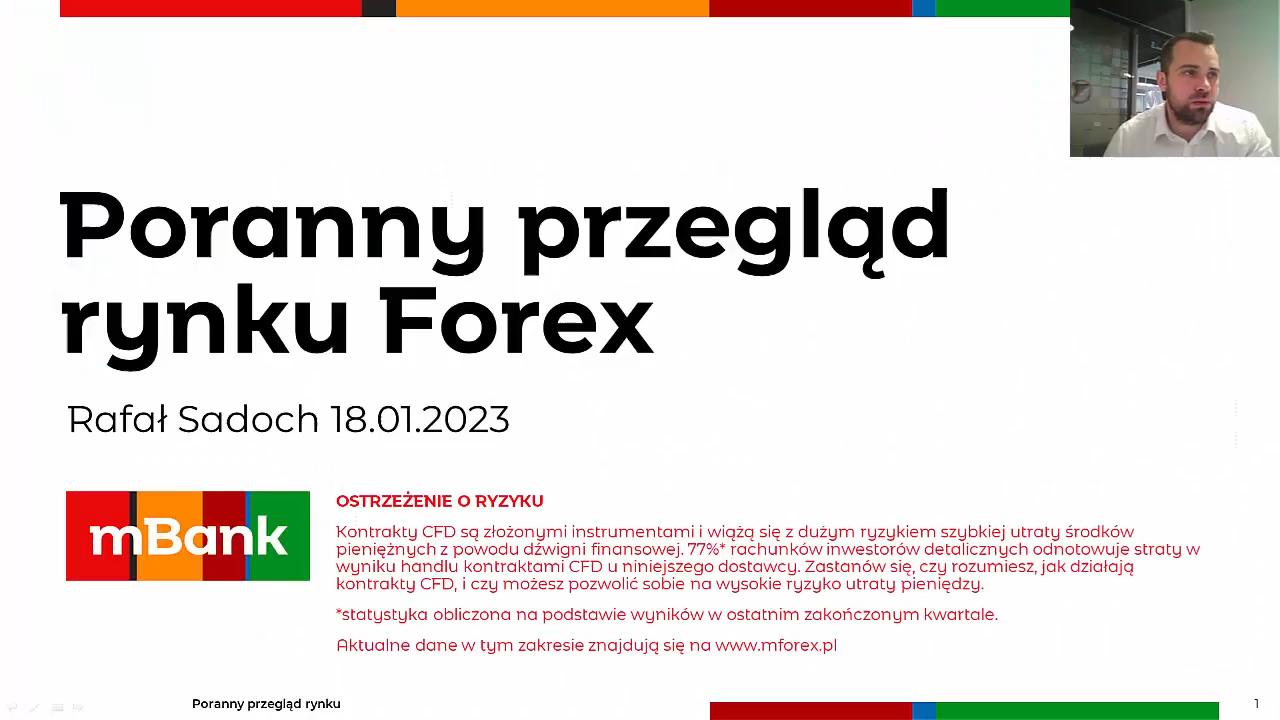 Poranny przegląd
rynku Forex
Rafał Sadoch 18.01.2023
mBank
OSTRZEŻENIE O RYZYKU
Kontrakty CFD są złożonymi instrumentami i wiążą się z dużym ryzykiem szybkiej utraty środków
pieniężnych z powodu dźwigni finansowej. 77%* rachunków inwestorów detalicznych odnotowuje straty w
wyniku handlu kontraktami CFD u niniejszego dostawcy. Zastanów się, czy rozumiesz, jak działają
kontrakty CFD, i czy możesz pozwolić sobie na wysokie ryzyko utraty pieniędzy.
*statystyka obliczona na podstawie wyników w ostatnim zakończonym kwartale.
Aktualne dane w tym zakresie znajdują się na www.mforex.pl
Poranny przegląd rynku
1